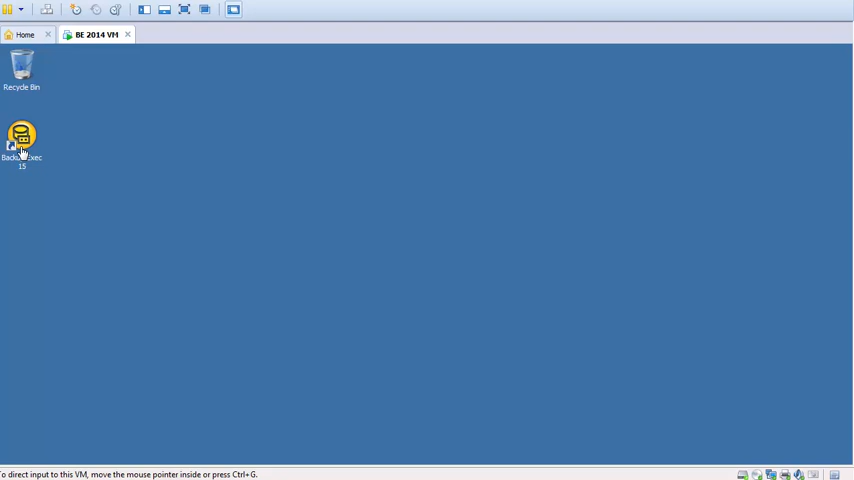 Home
BE 2014 VM
Recycle Bin
Backup Exec
15
To direct input to this VM, move the mouse pointer inside or press Ctrl+G.